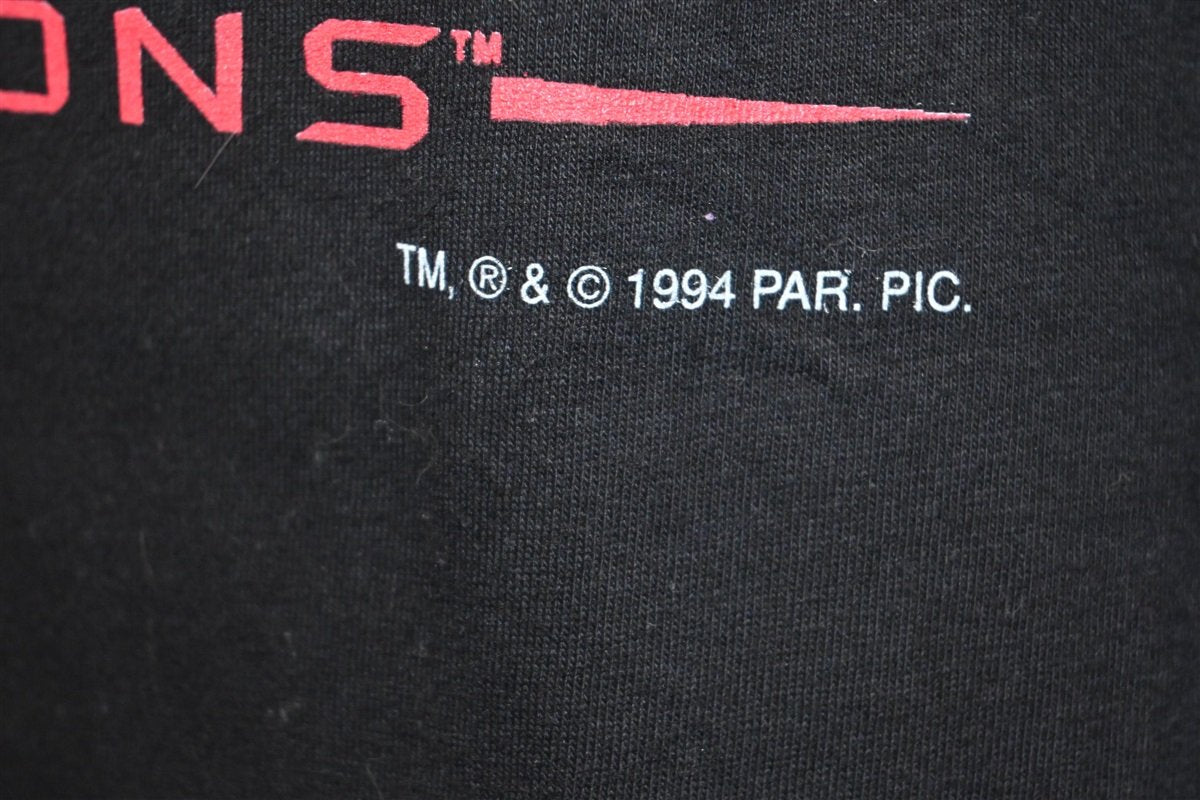 ONS™
TM, ® & © 1994 PAR. PIC.